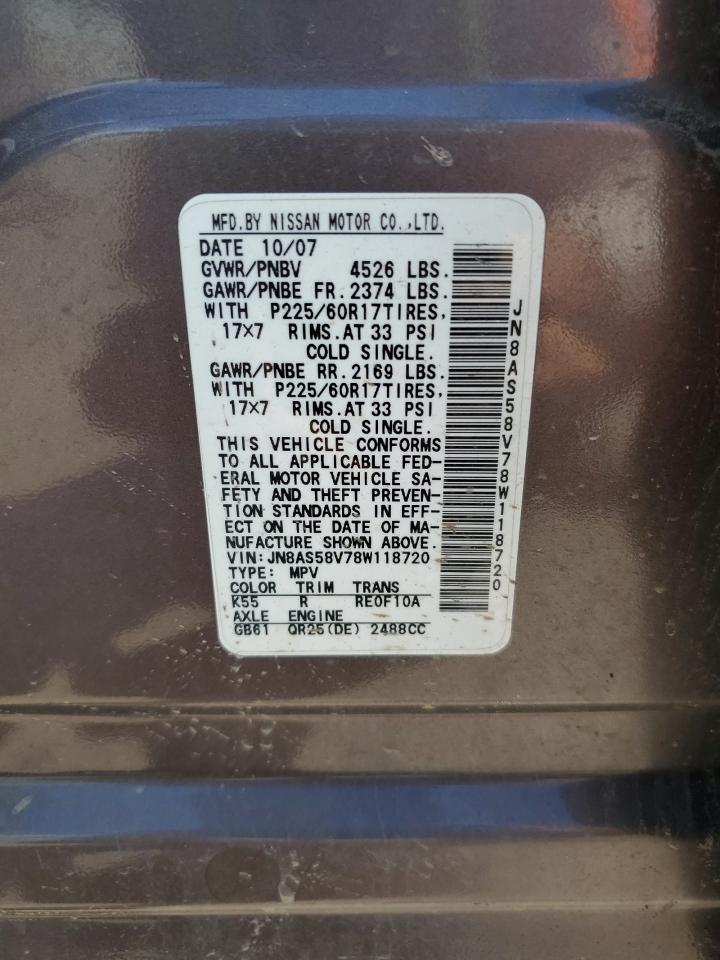 MFD.BY NISSAN MOTOR CO.,LTD.
DATE 10/07
GVWR/PNBV 4526 LBS.
GAWR/PNBE FR.2374 LBS.
WITH P225/60R17TIRES,
17×7 RIMS.AT 33 PSI
COLD SINGLE.
GAWR/PNBE RR.2169 LBS.
WITH P225/60R17TIRES,
17×7 RIMS.AT 33 PSI
COLD SINGLE.
THIS VEHICLE CONFORMS
TO ALL APPLICABLE FED-
ERAL MOTOR VEHICLE SA-
FETY AND THEFT PREVEN-
TION STANDARDS IN EFF-
ECT ON THE DATE OF MA-
NUFACTURE SHOWN ABOVE.
VIN:JN8AS58V78W118720
TYPE: MPV
COLOR TRIM TRANS
K55 R RE0F10A
AXLE ENGINE
GB61 QR25(DE) 2488CC
JN8AS58V78W118720